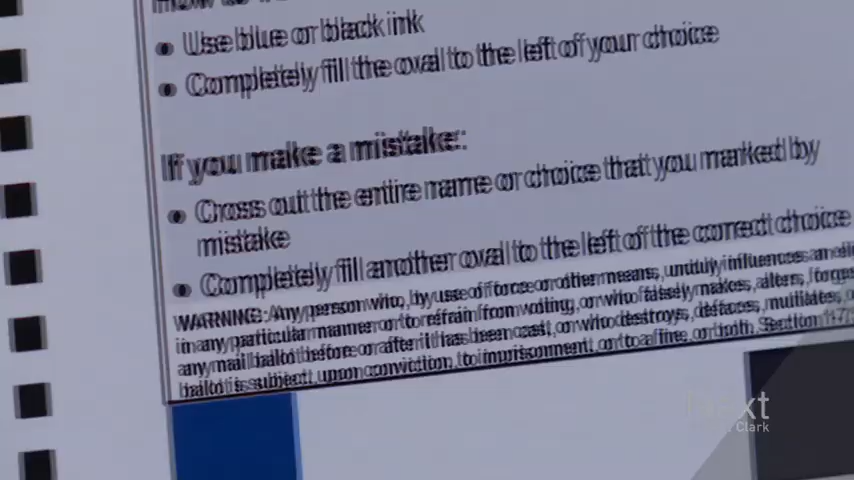 • Use blue or black ink
• Completely fill the oval to the left of your choice
If you make a mistake:
• Cross out the entire name or choice that you marked by
mistake
• Completely fill another oval to the left of the correct choice
WARNING: Any person who, by use of force or other means, unduly influences an
in any particular manner or to refrain from voting, or who falsely makes, alters, forges
any mail ballot before or after it has been cast, or who destroys, defaces, mutilates,
ballot is subject, upon conviction, to imprisonment, or to a fine, or both. Section
Next
Clark